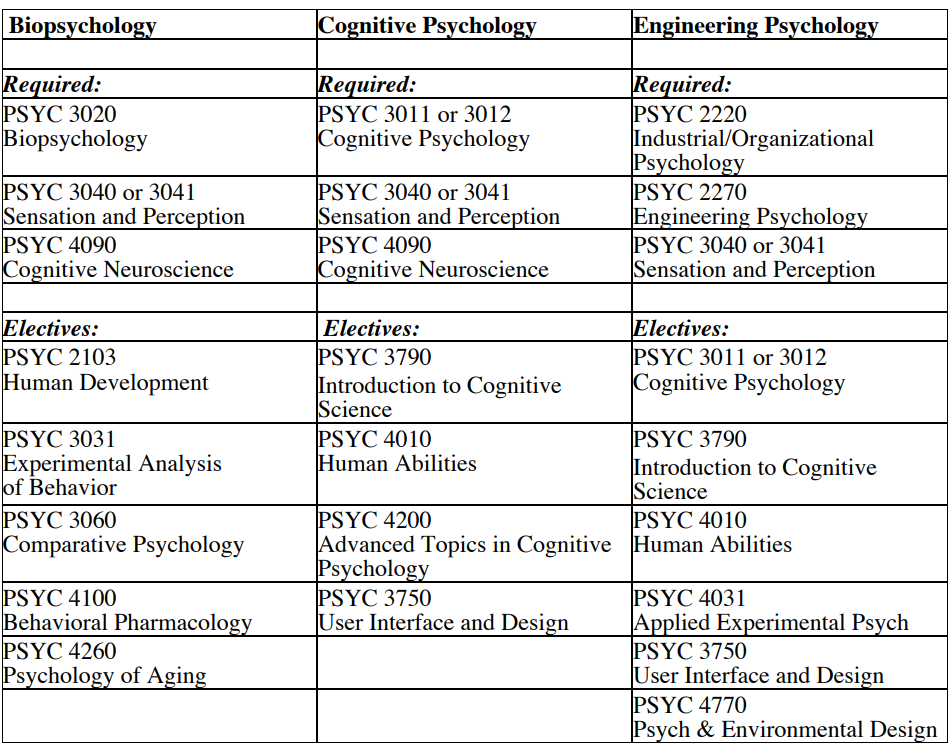 Biopsychology
Cognitive Psychology
Engineering Psychology
Required:
Required:
Required:
PSYC 3020
Biopsychology
PSYC 3011 or 3012
Cognitive Psychology
PSYC 2220
Industrial/Organizational
Psychology
PSYC 3040 or 3041
Sensation and Perception
PSYC 3040 or 3041
Sensation and Perception
PSYC 2270
Engineering Psychology
PSYC 4090
Cognitive Neuroscience
PSYC 4090
Cognitive Neuroscience
PSYC 3040 or 3041
Sensation and Perception
Electives:
Electives:
Electives:
PSYC 2103
Human Development
PSYC 3790
Introduction to Cognitive
Science
PSYC 3011 or 3012
Cognitive Psychology
PSYC 3031
Experimental Analysis
of Behavior
PSYC 4010
Human Abilities
PSYC 3790
Introduction to Cognitive
Science
PSYC 3060
Comparative Psychology
PSYC 4200
Advanced Topics in Cognitive
Psychology
PSYC 4010
Human Abilities
PSYC 4100
Behavioral Pharmacology
PSYC 3750
User Interface and Design
PSYC 4031
Applied Experimental Psych
PSYC 4260
Psychology of Aging
PSYC 3750
User Interface and Design
PSYC 4770
Psych & Environmental Design